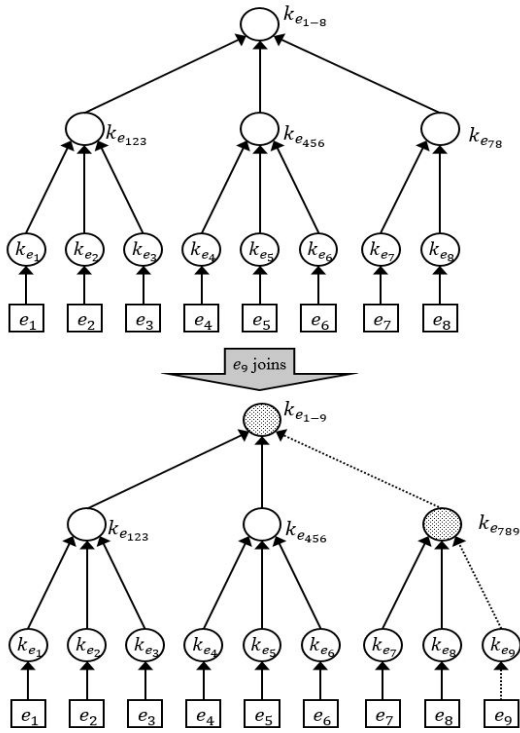 k_{e_{1-8}}
k_{e_{123}} k_{e_{456}} k_{e_{78}}
k_{e_1} k_{e_2} k_{e_3} k_{e_4} k_{e_5} k_{e_6} k_{e_7} k_{e_8}
e_1 e_2 e_3 e_4 e_5 e_6 e_7 e_8
e_9 joins
k_{e_{1-9}}
k_{e_{123}} k_{e_{456}} k_{e_{789}}
k_{e_1} k_{e_2} k_{e_3} k_{e_4} k_{e_5} k_{e_6} k_{e_7} k_{e_8} k_{e_9}
e_1 e_2 e_3 e_4 e_5 e_6 e_7 e_8 e_9